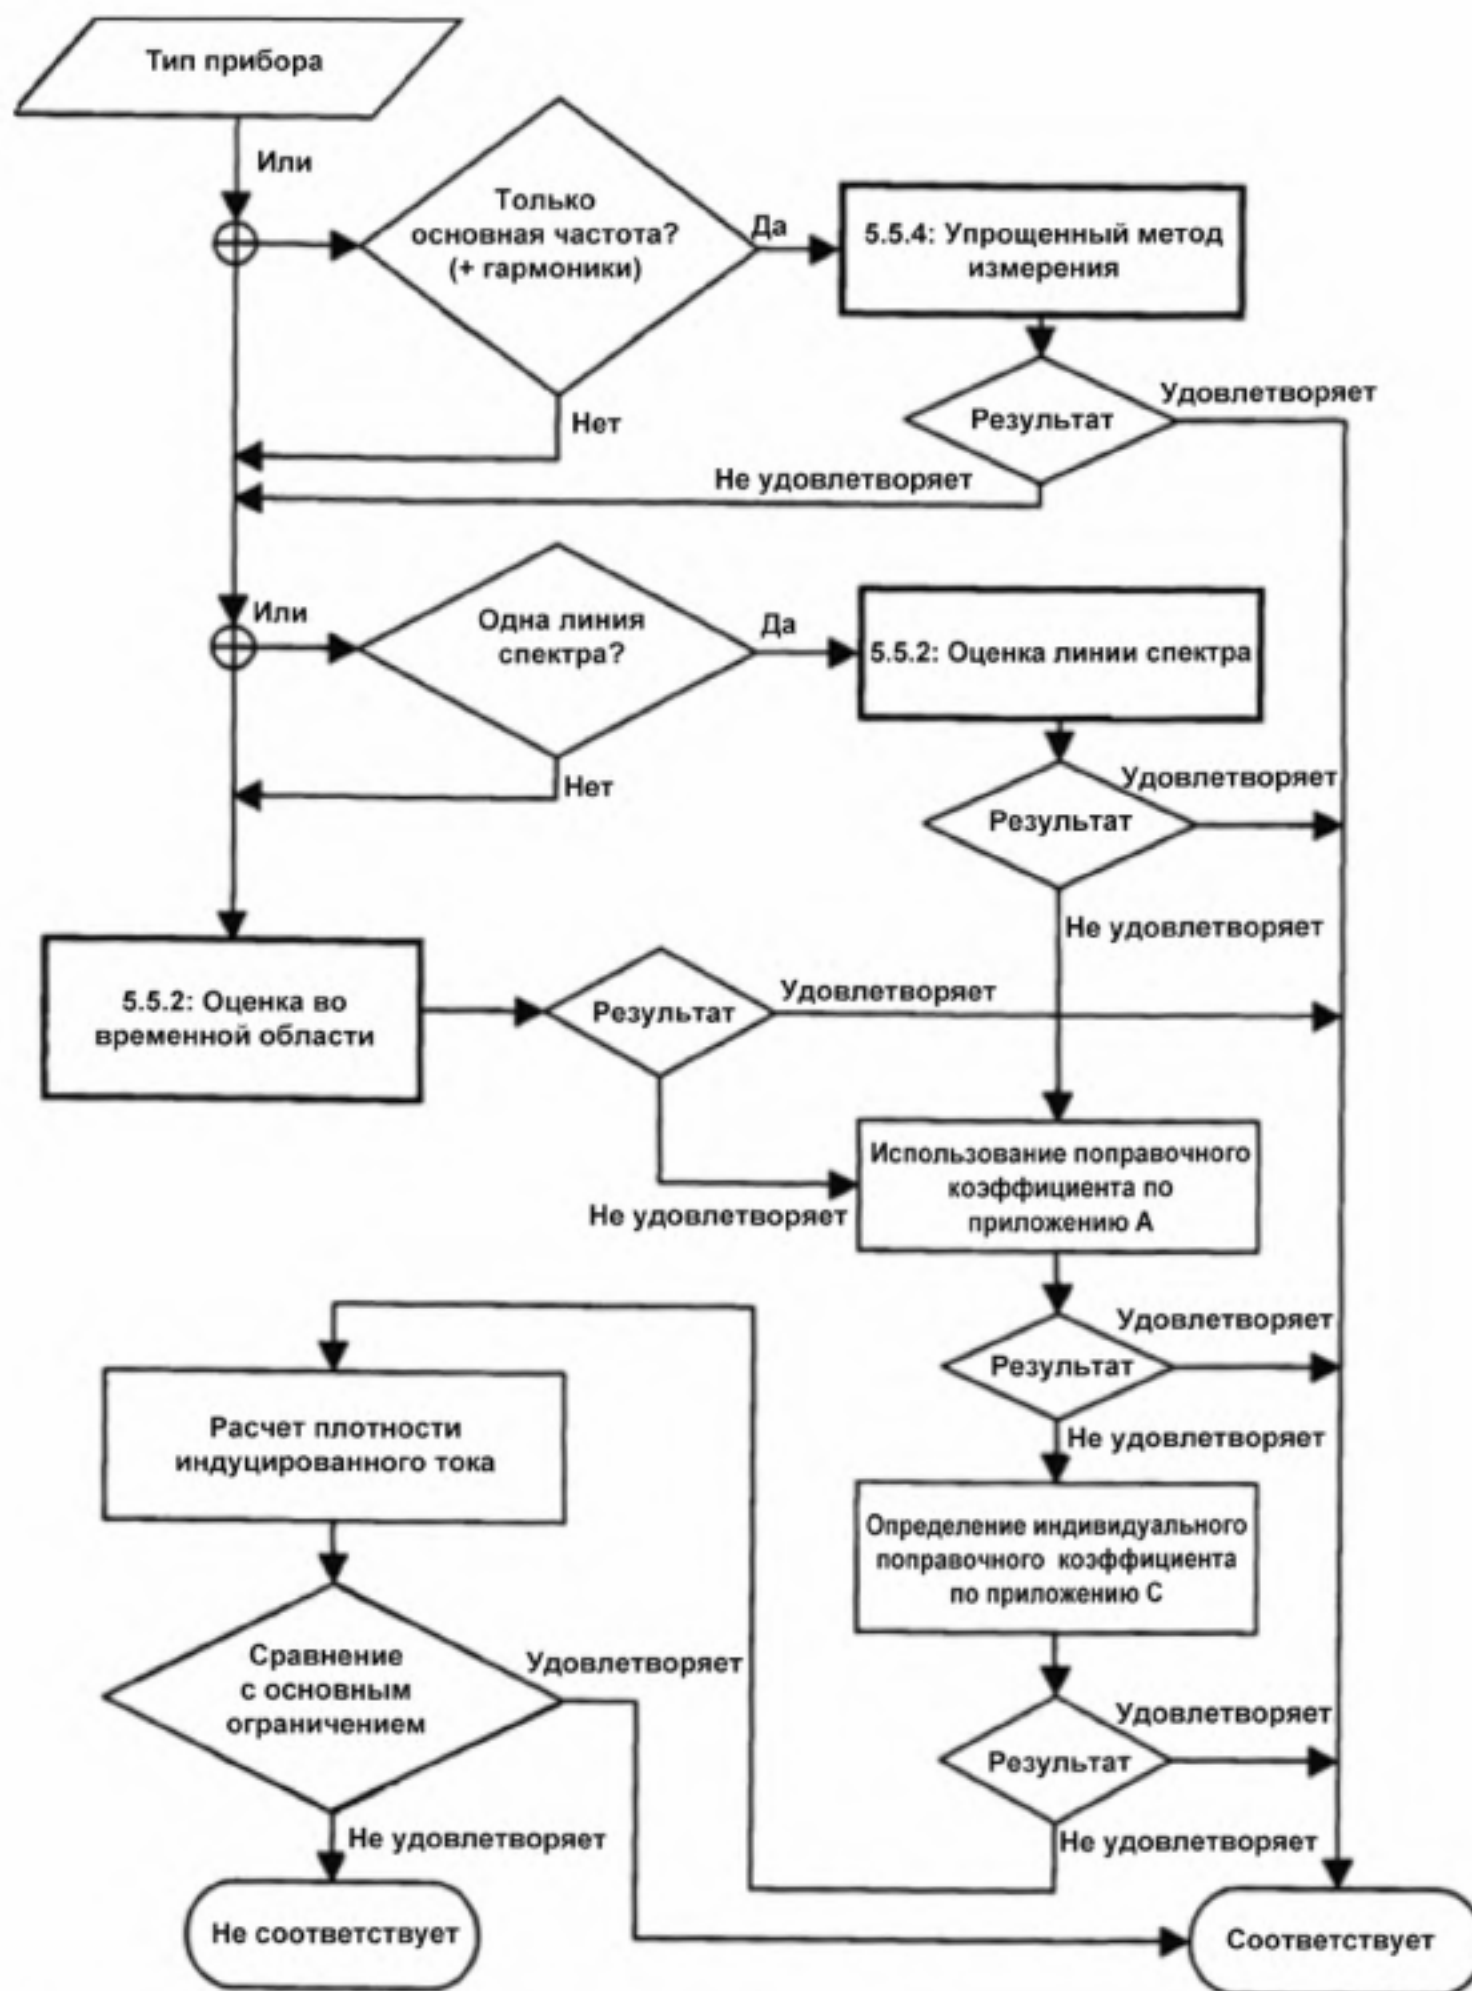 Тип прибора
Или
Только
основная частота?
(+ гармоники)
Да
5.5.4: Упрощенный метод
измерения
Нет
Результат
Удовлетворяет
Не удовлетворяет
Или
Одна линия
спектра?
Да
5.5.2: Оценка линии спектра
Нет
Результат
Удовлетворяет
Не удовлетворяет
5.5.2: Оценка во
временной области
Результат
Удовлетворяет
Не удовлетворяет
Использование поправочного
коэффициента по
приложению А
Результат
Удовлетворяет
Не удовлетворяет
Определение индивидуального
поправочного коэффициента
по приложению С
Результат
Удовлетворяет
Не удовлетворяет
Расчет плотности
индуцированного тока
Сравнение
с основным
ограничением
Удовлетворяет
Не удовлетворяет
Не соответствует
Соответствует